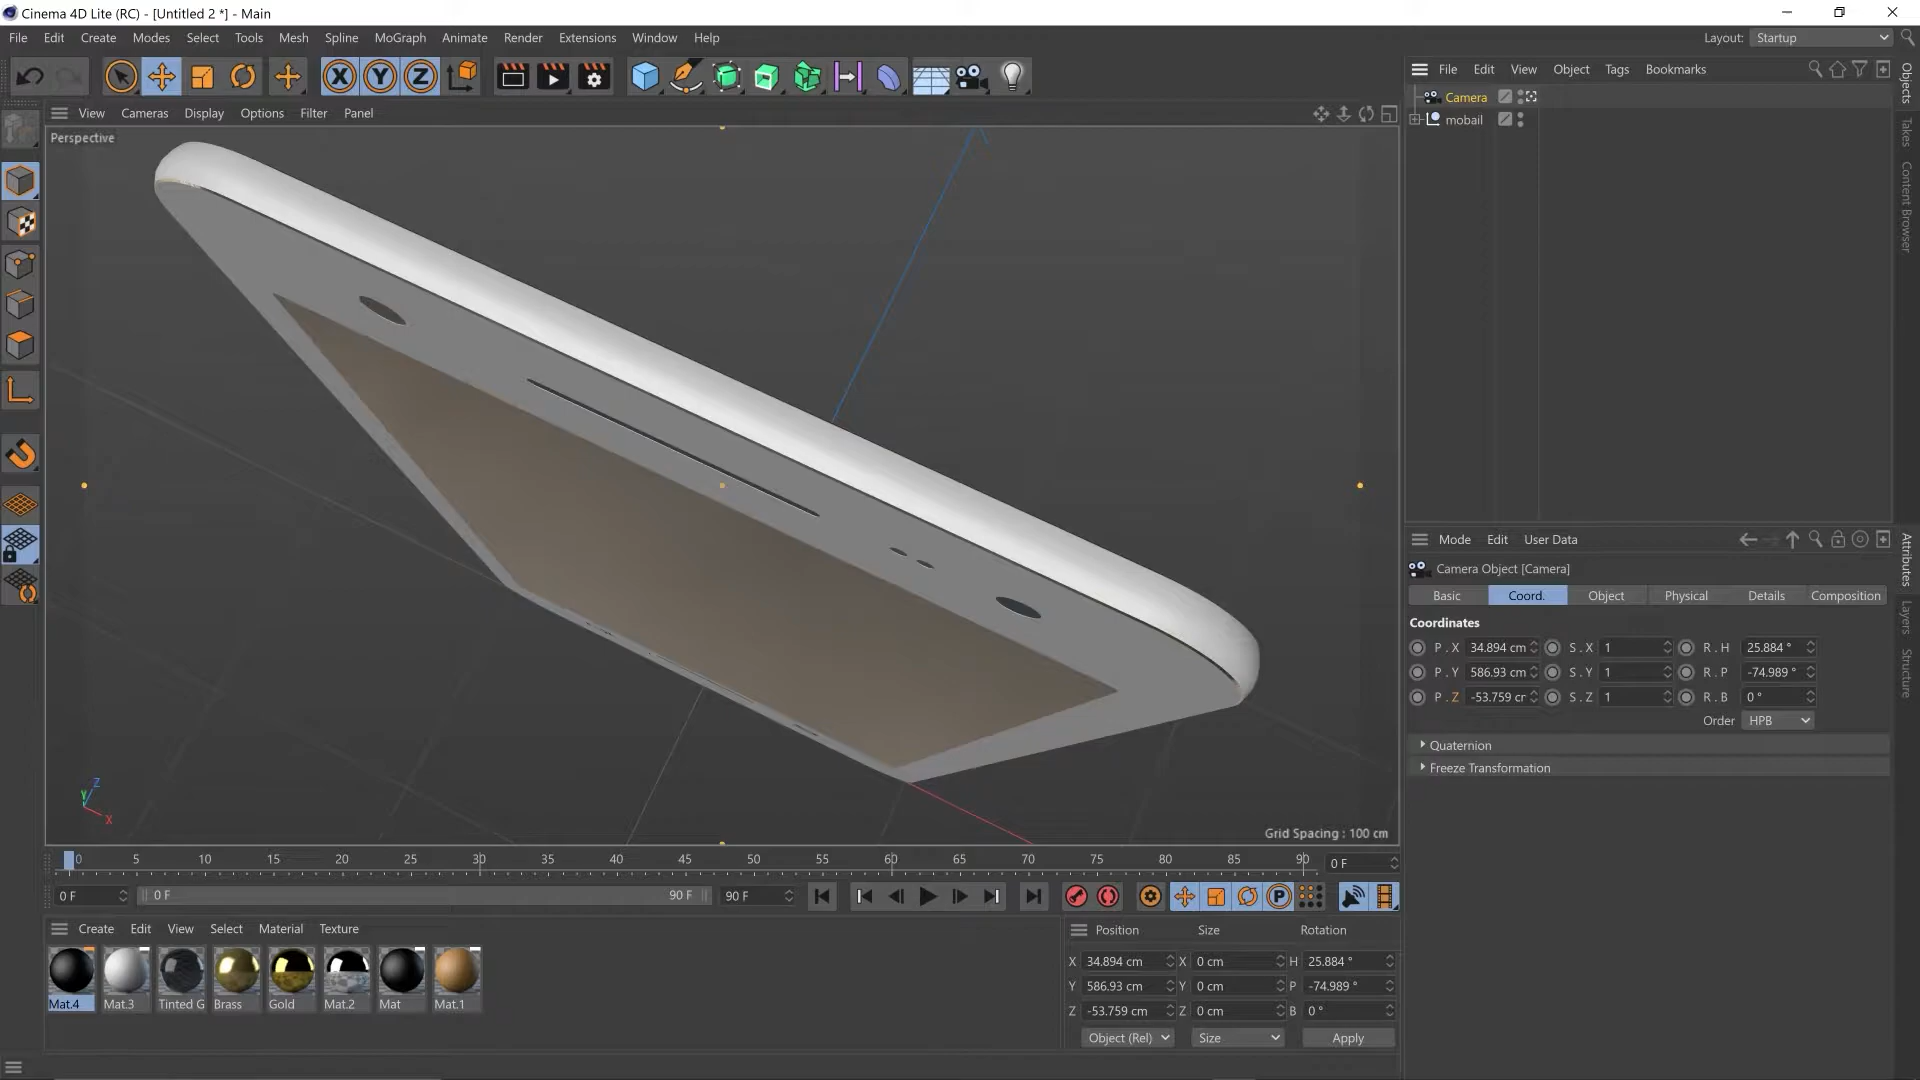 Cinema 4D Lite (RC) - [Untitled 2 *] - Main
File Edit Create Modes Select Tools Mesh Spline MoGraph Animate Render Extensions Window Help
Layout: Startup
View Cameras Display Options Filter Panel
File Edit View Object Tags Bookmarks
Perspective
Camera
mobail
Objects
Takes
Content Browser
Mode Edit User Data
Camera Object [Camera]
Basic Coord. Object Physical Details Composition
Coordinates
P . X 34.894 cm S . X 1 R . H 25.884 °
P . Y 586.93 cm S . Y 1 R . P -74.989 °
P . Z -53.759 cr S . Z 1 R . B 0 °
Order HPB
Quaternion
Freeze Transformation
Attributes
Layers
Structure
Z
Y
X
Grid Spacing : 100 cm
0 5 10 15 20 25 30 35 40 45 50 55 60 65 70 75 80 85 90 0 F
0 F 0 F 90 F 90 F
Create Edit View Select Material Texture
Mat.4 Mat.3 Tinted G Brass Gold Mat.2 Mat Mat.1
Position Size Rotation
X 34.894 cm X 0 cm H 25.884 °
Y 586.93 cm Y 0 cm P -74.989 °
Z -53.759 cm Z 0 cm B 0 °
Object (Rel) Size Apply